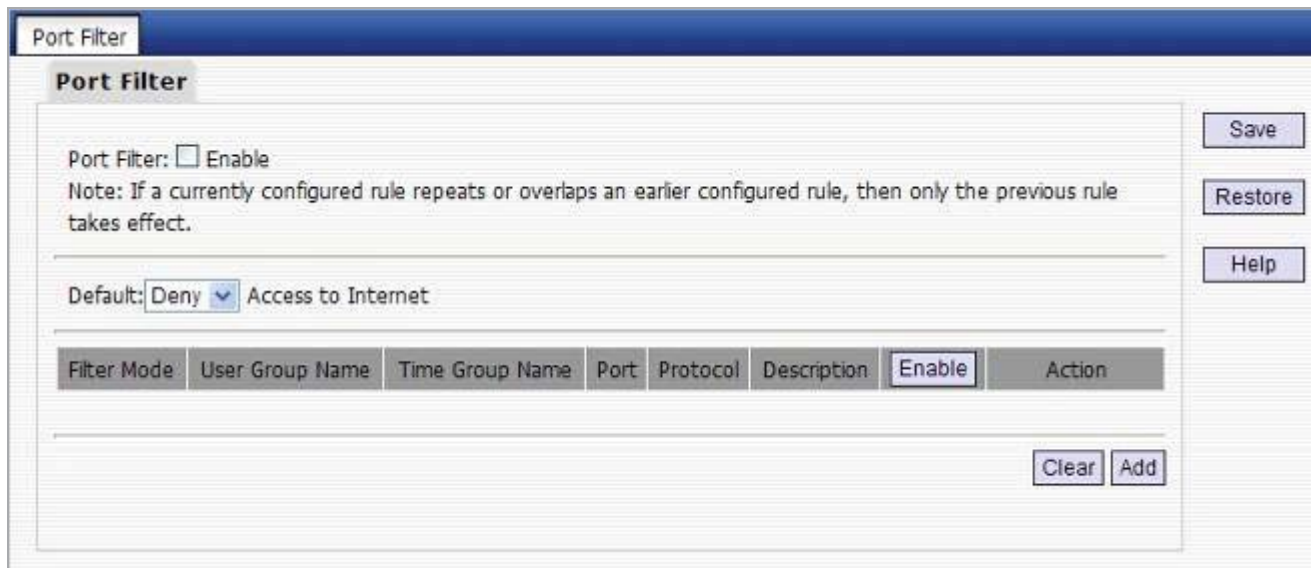 Port Filter
Port Filter
Port Filter: Enable
Note: If a currently configured rule repeats or overlaps an earlier configured rule, then only the previous rule
takes effect.
Default: Deny Access to Internet
Filter Mode User Group Name Time Group Name Port Protocol Description Enable Action
Clear Add
Save
Restore
Help